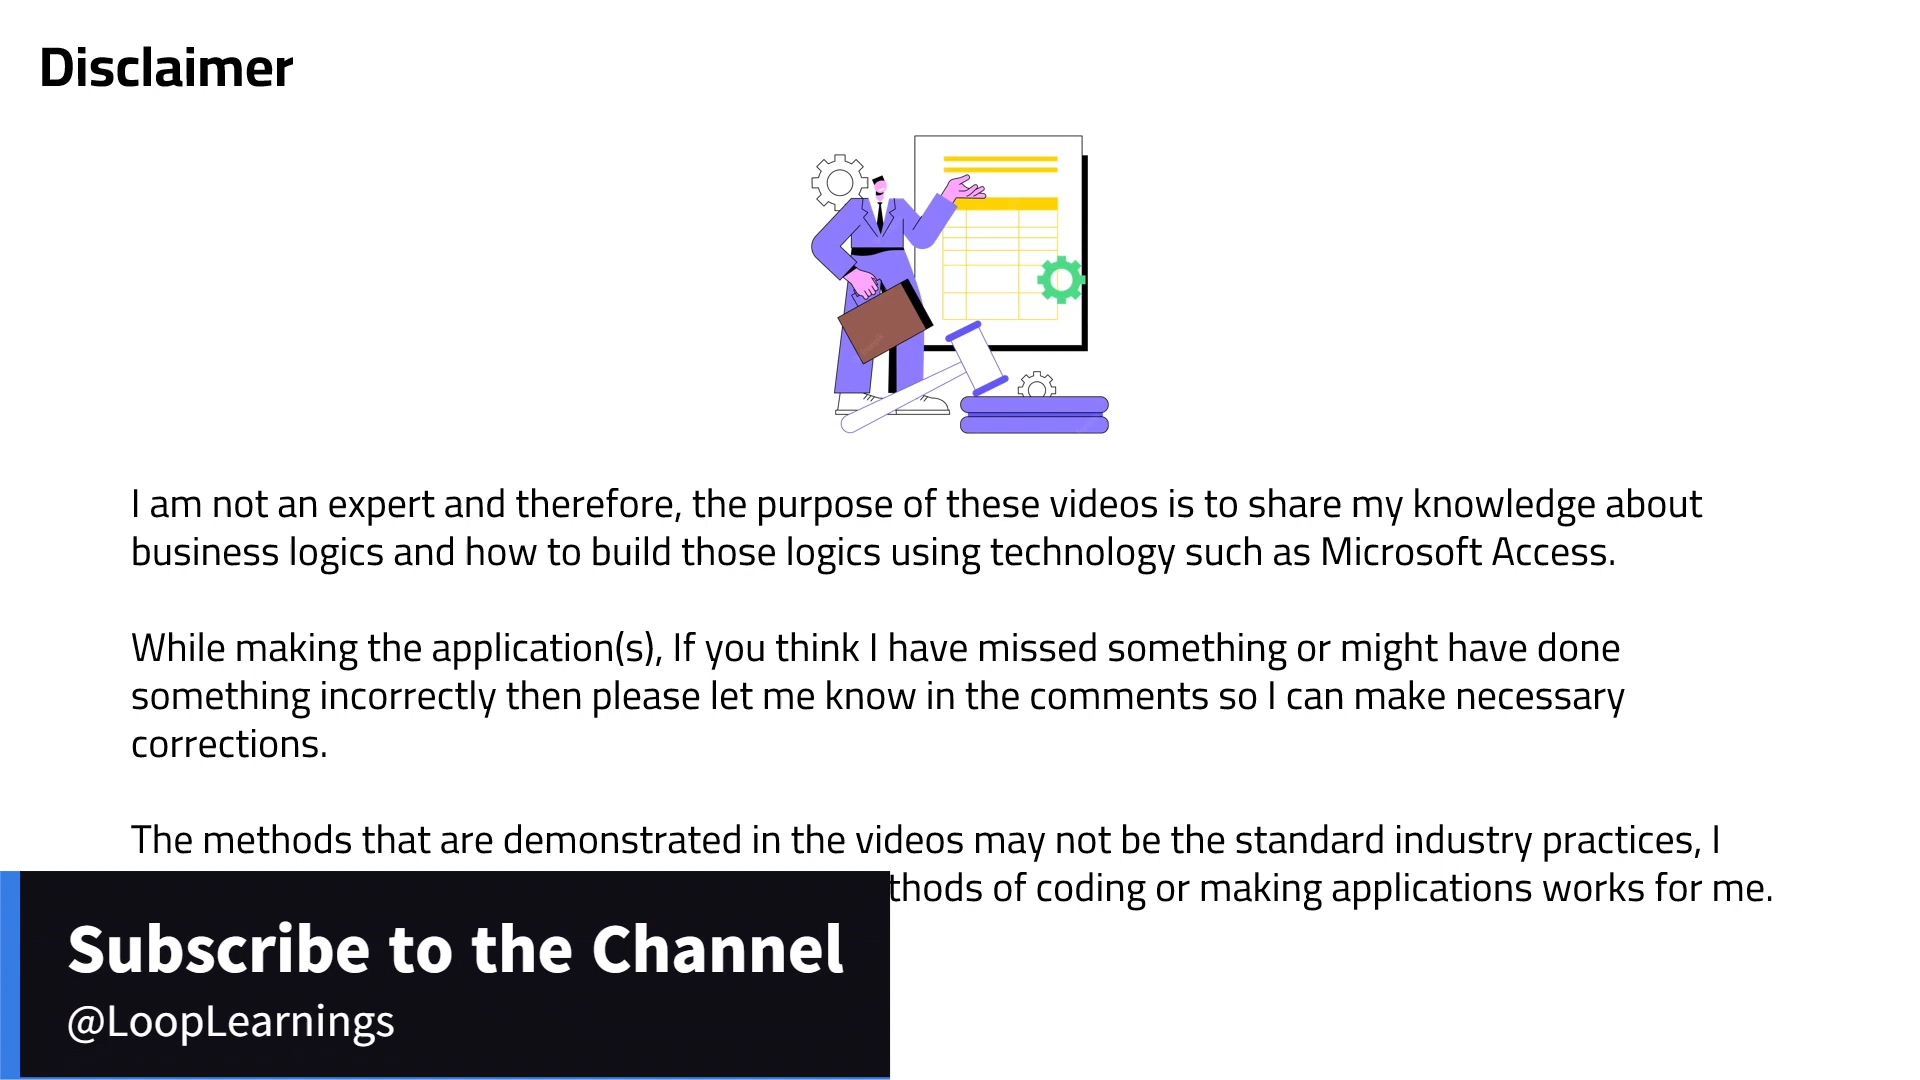 Disclaimer
I am not an expert and therefore, the purpose of these videos is to share my knowledge about
business logics and how to build those logics using technology such as Microsoft Access.
While making the application(s), If you think I have missed something or might have done
something incorrectly then please let me know in the comments so I can make necessary
corrections.
The methods that are demonstrated in the videos may not be the standard industry practices, I
of coding or making applications works for me.
Subscribe to the Channel
@LoopLearnings